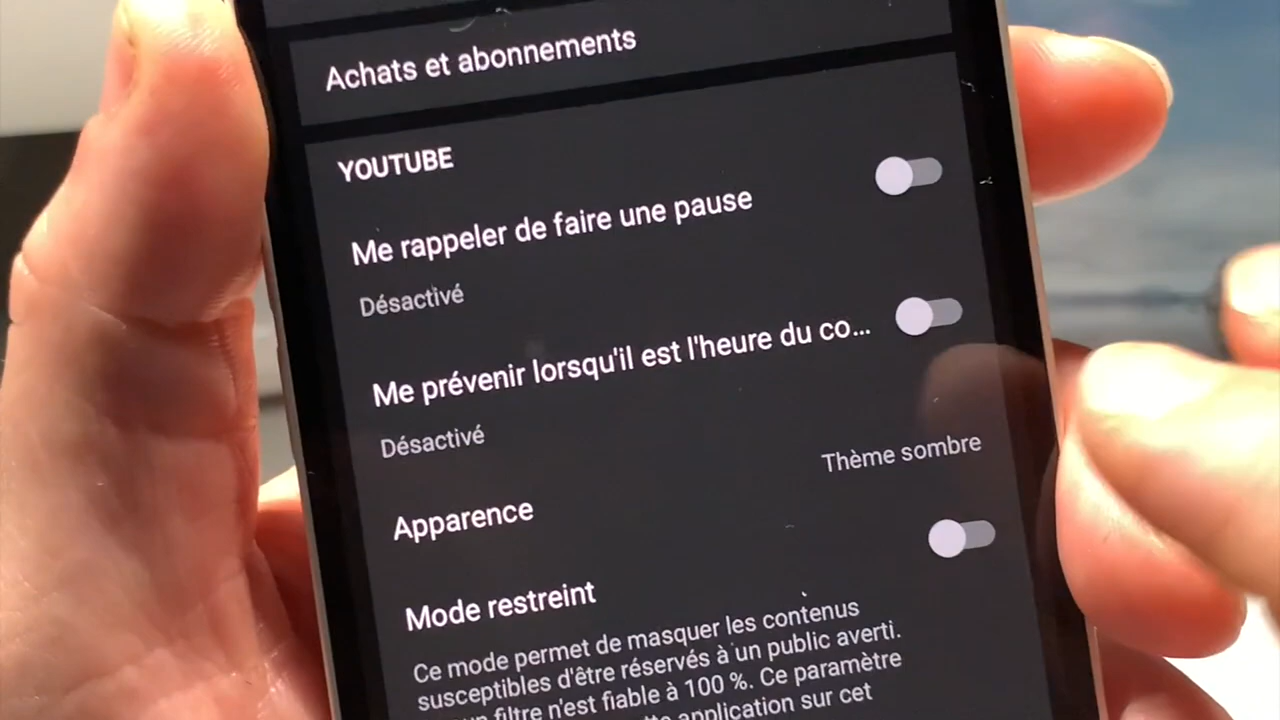 Achats et abonnements
YOUTUBE
Me rappeler de faire une pause
Désactivé
Me prévenir lorsqu'il est l'heure du co...
Désactivé
Apparence
Thème sombre
Mode restreint
Ce mode permet de masquer les contenus
susceptibles d'être réservés à un public averti.
filtre n'est fiable à 100 %. Ce paramètre
application sur cet